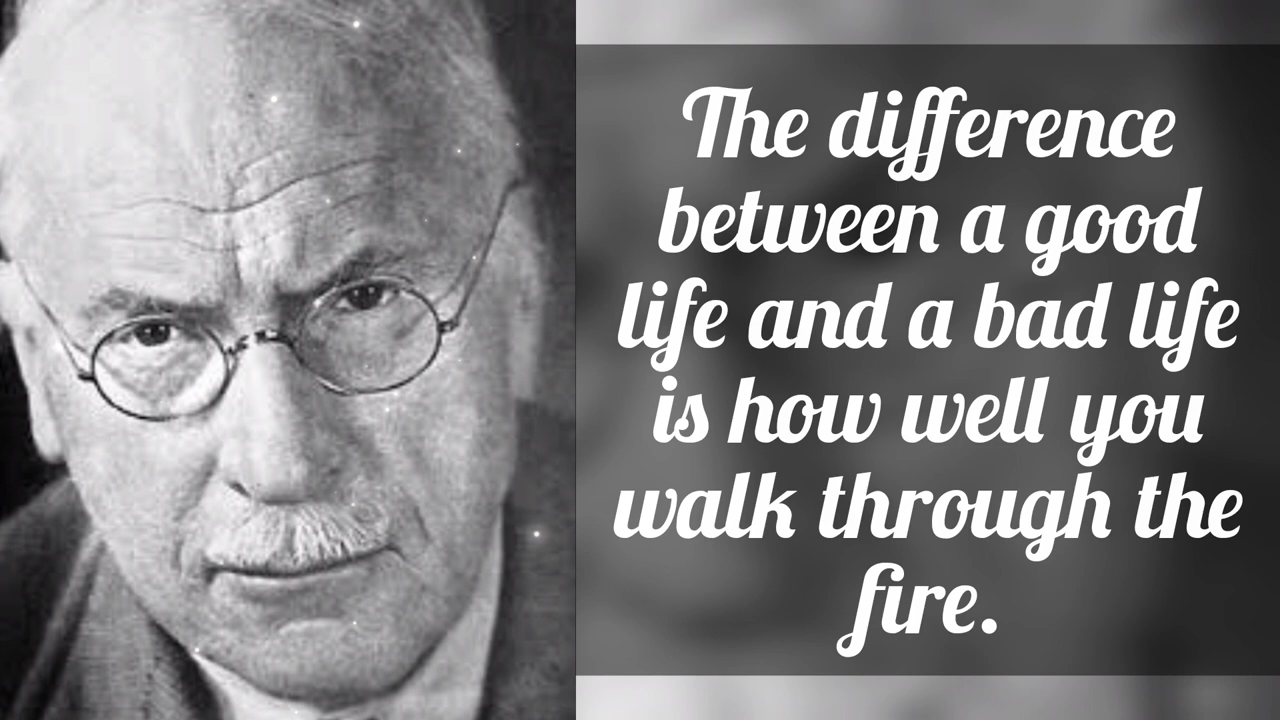 The difference
between a good
life and a bad life
is how well you
walk through the
fire.